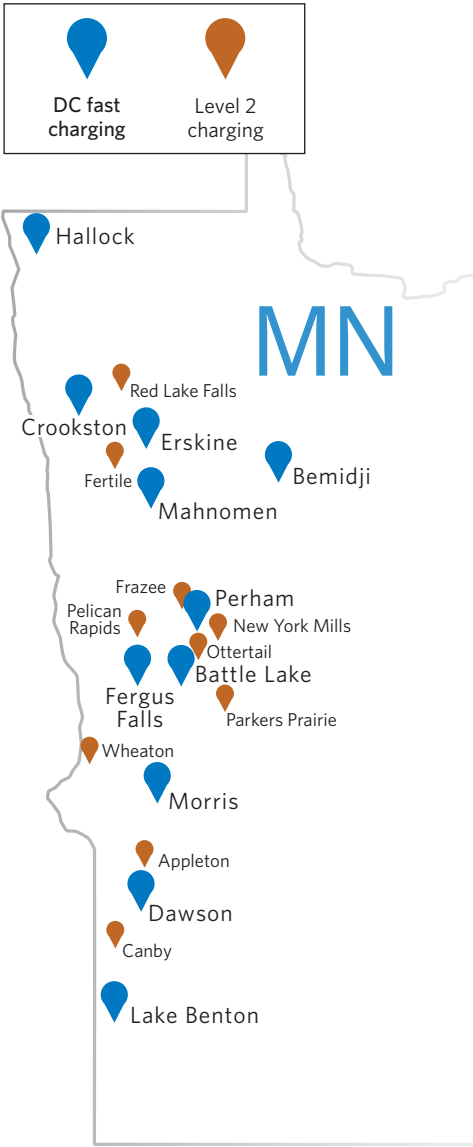 DC fast
charging
Level 2
charging
Hallock
MN
Red Lake Falls
Crookston
Erskine
Bemidji
Fertile
Mahnomen
Frazee
Perham
Pelican
Rapids
New York Mills
Ottertail
Battle Lake
Fergus
Falls
Parkers Prairie
Wheaton
Morris
Appleton
Dawson
Canby
Lake Benton